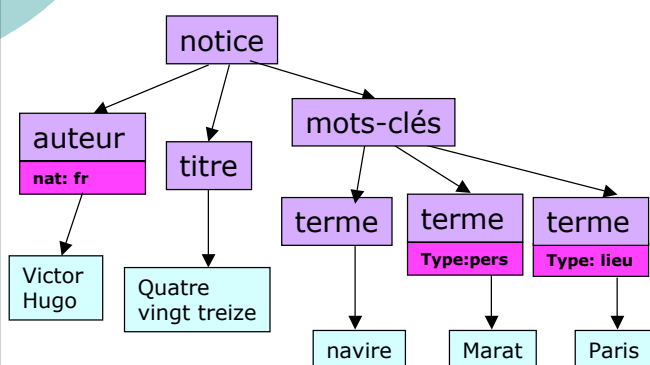 notice
auteur
nat: fr
titre
mots-clés
terme
terme
Type:pers
terme
Type: lieu
Victor
Hugo
Quatre
vingt treize
navire
Marat
Paris